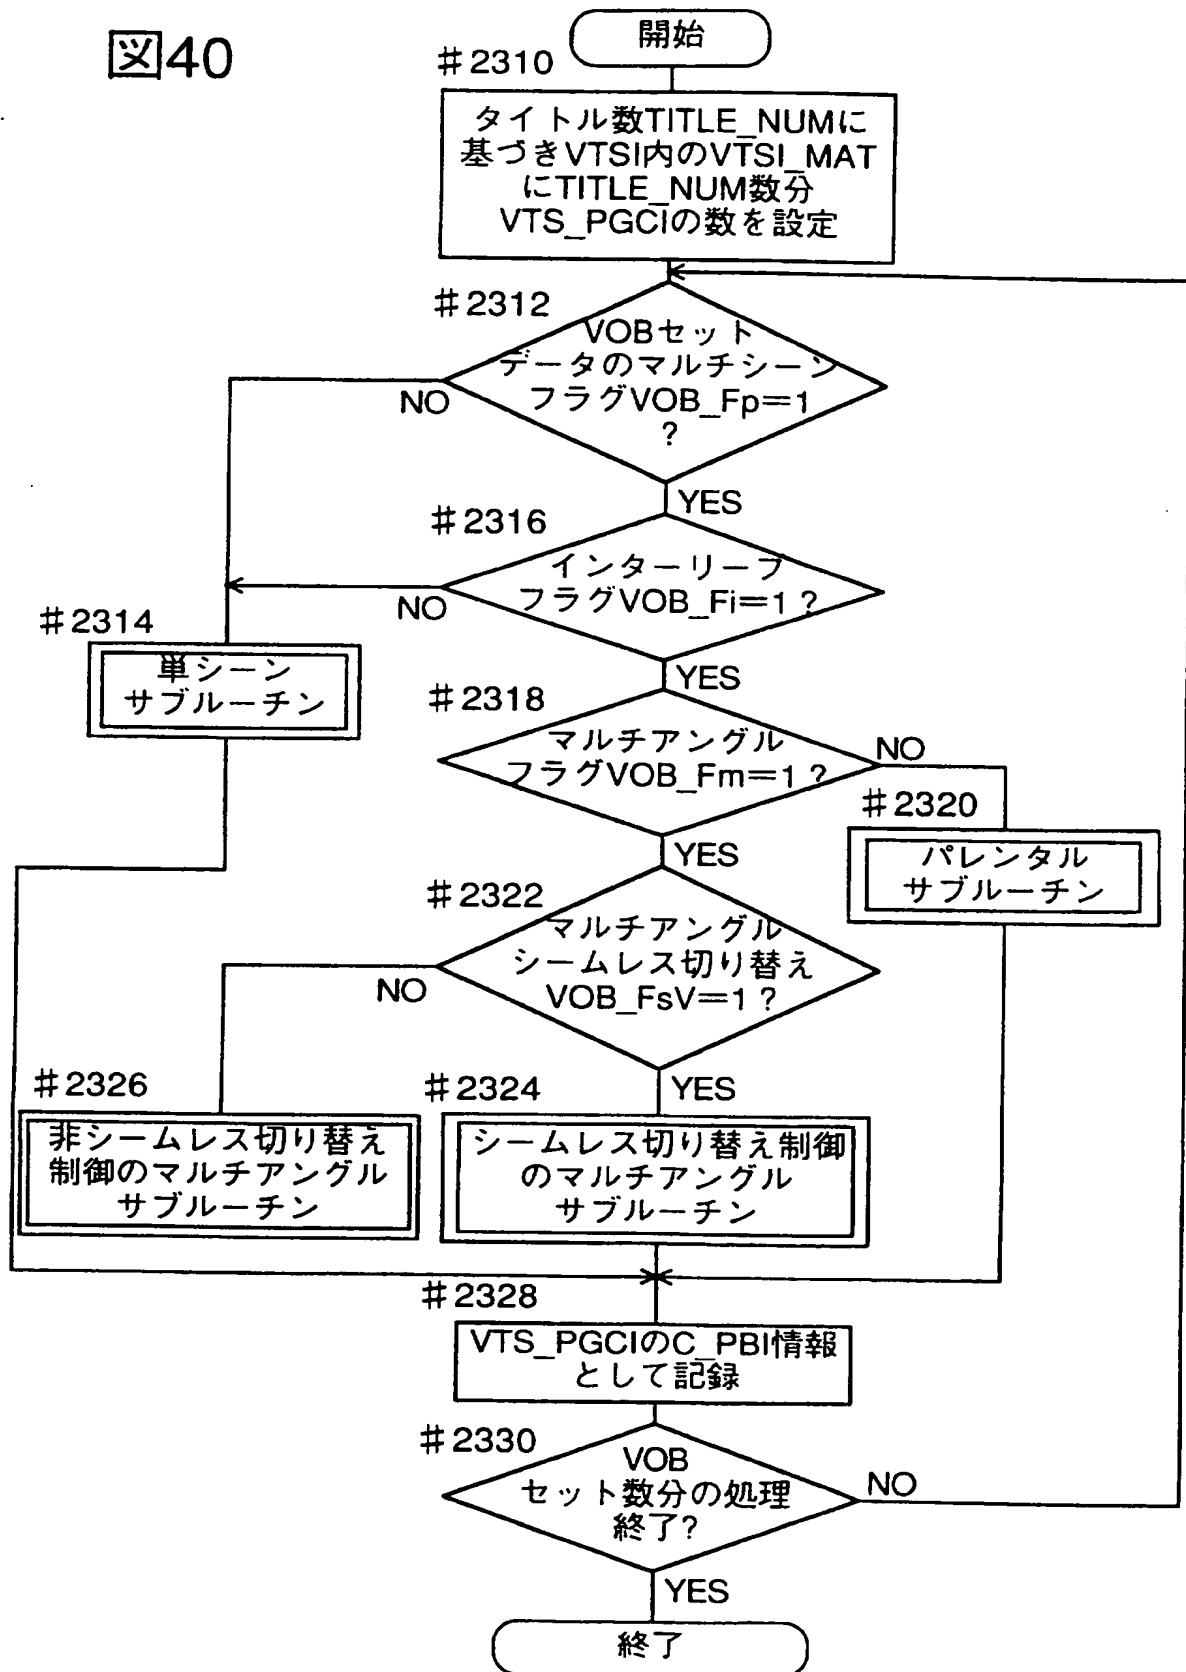 図40
開始
#2310
タイトル数TITLE_NUMに
基づきVTSI内のVTSI_MAT
にTITLE_NUM数分
VTS_PGCIの数を設定
#2312
VOBセット
データのマルチシーン
フラグVOB_Fp=1
?
NO
YES
#2316
インターリーブ
フラグVOB_Fi=1?
NO
YES
#2314
単シーン
サブルーチン
#2318
マルチアングル
フラグVOB_Fm=1?
NO
YES
#2320
パレンタル
サブルーチン
#2322
マルチアングル
シームレス切り替え
VOB_FsV=1?
NO
YES
#2326
非シームレス切り替え
制御のマルチアングル
サブルーチン
#2324
シームレス切り替え制御
のマルチアングル
サブルーチン
#2328
VTS_PGCIのC_PBI情報
として記録
#2330
VOB
セット数分の処理
終了?
NO
YES
終了